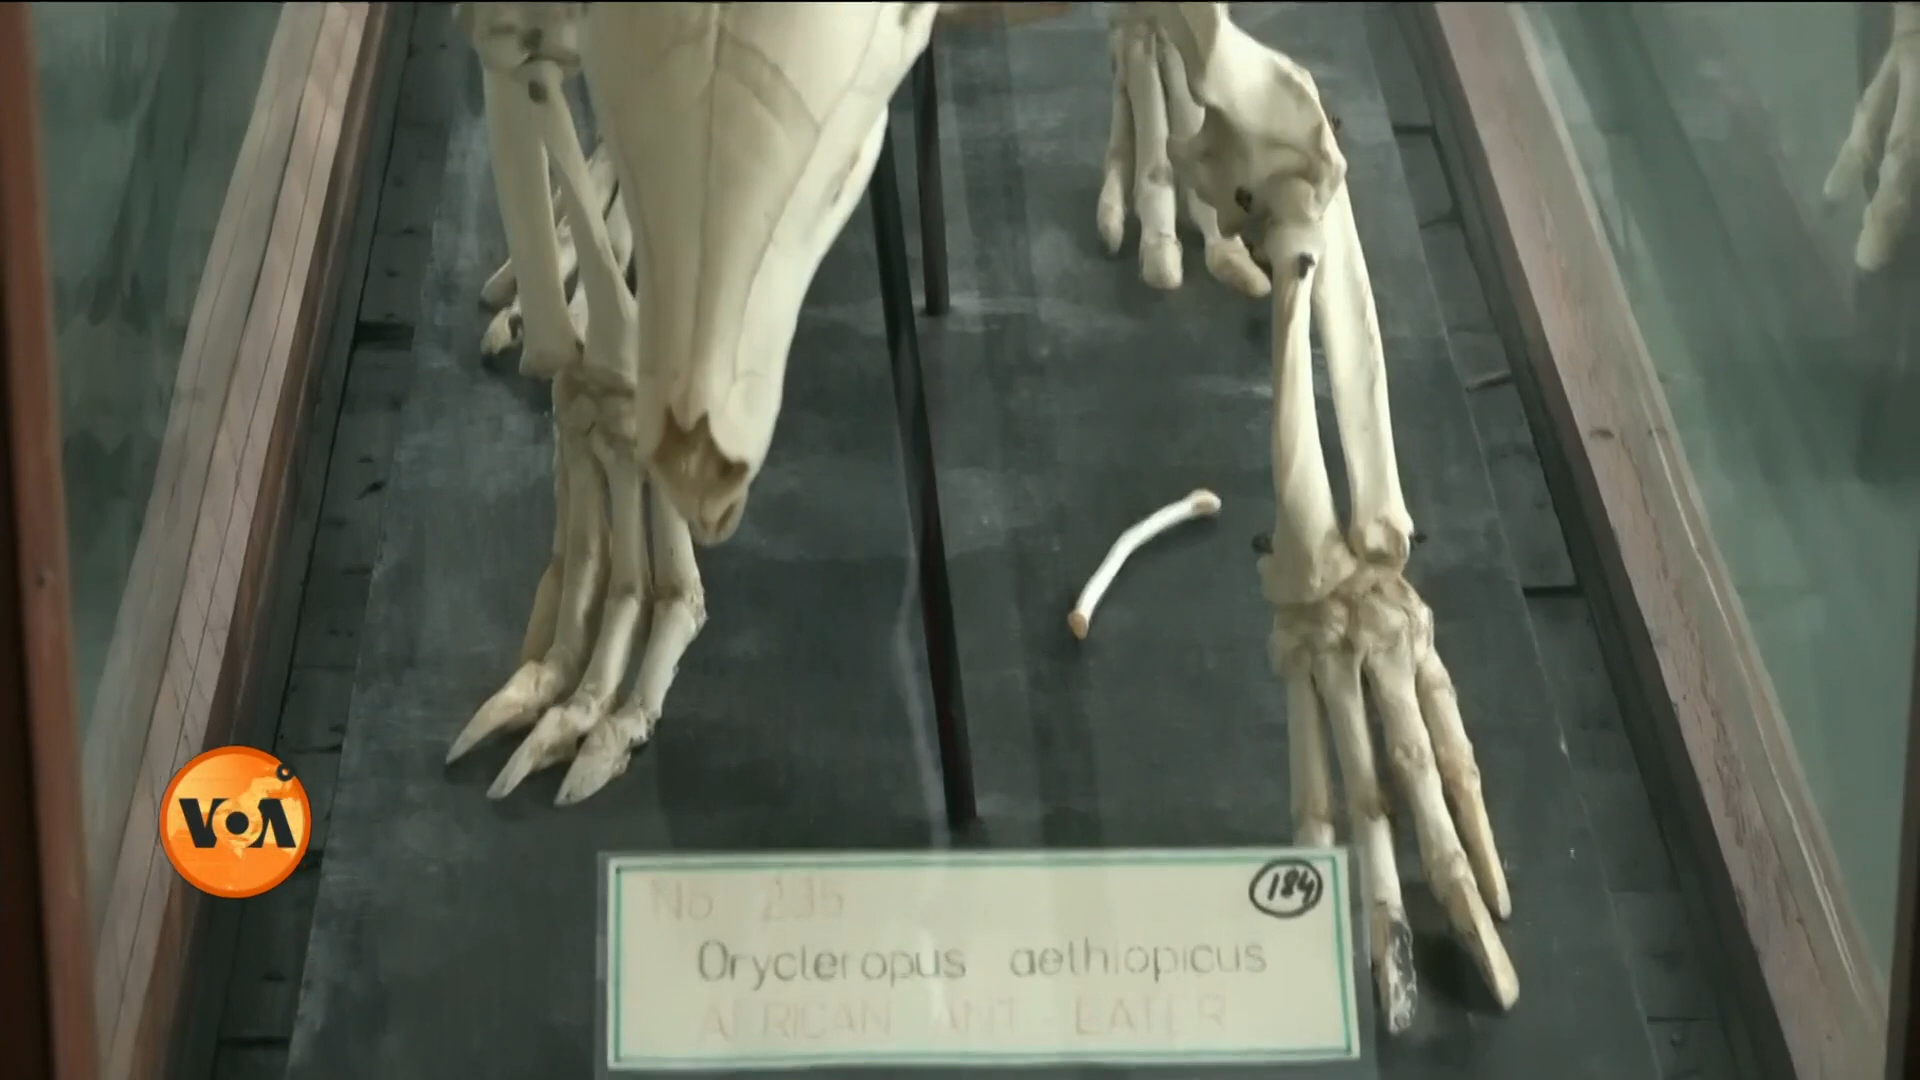 VOA
No 235
184
Orycteropus aethiopicus
AFRICAN ANT-EATER